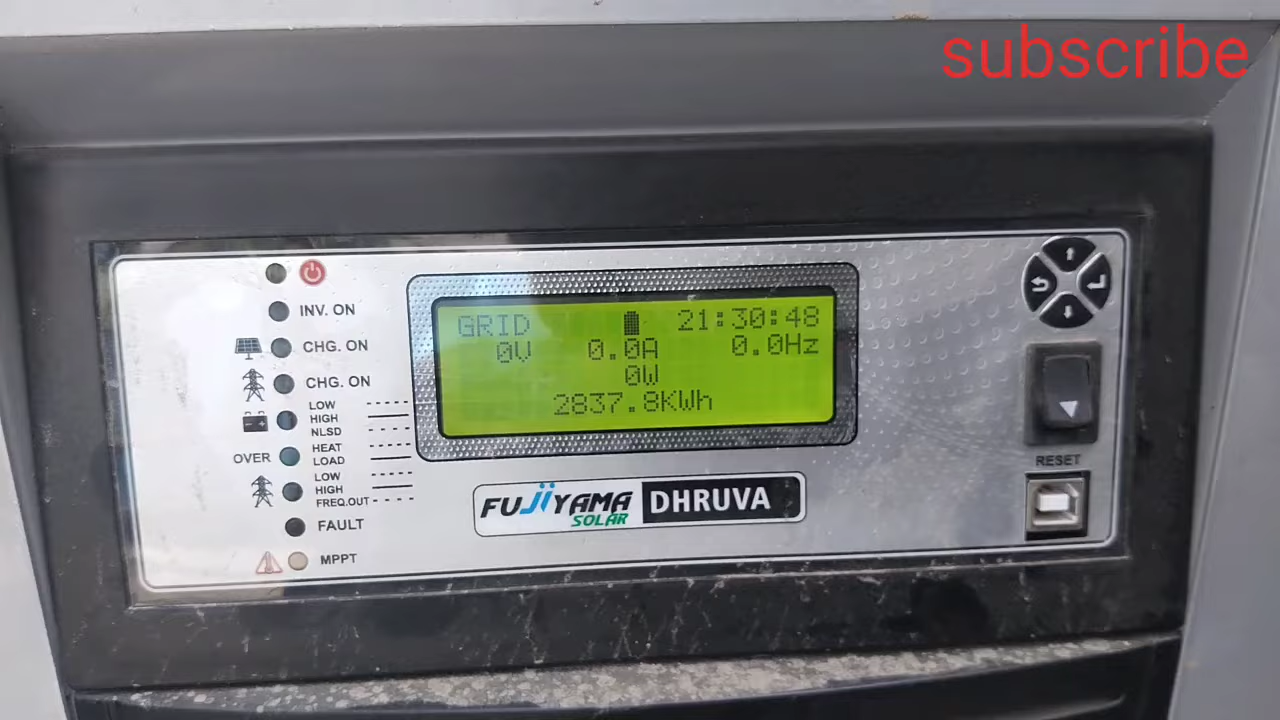 subscribe
INV. ON
CHG. ON
CHG. ON
LOW
HIGH
NLSD
OVER
HEAT
LOAD
LOW
HIGH
FREQ.OUT
FAULT
MPPT
GRID 21:30:48
0V 0.0A 0.0Hz
0W
2837.8KWh
FUJIYAMA
SOLAR
DHRUVA
RESET